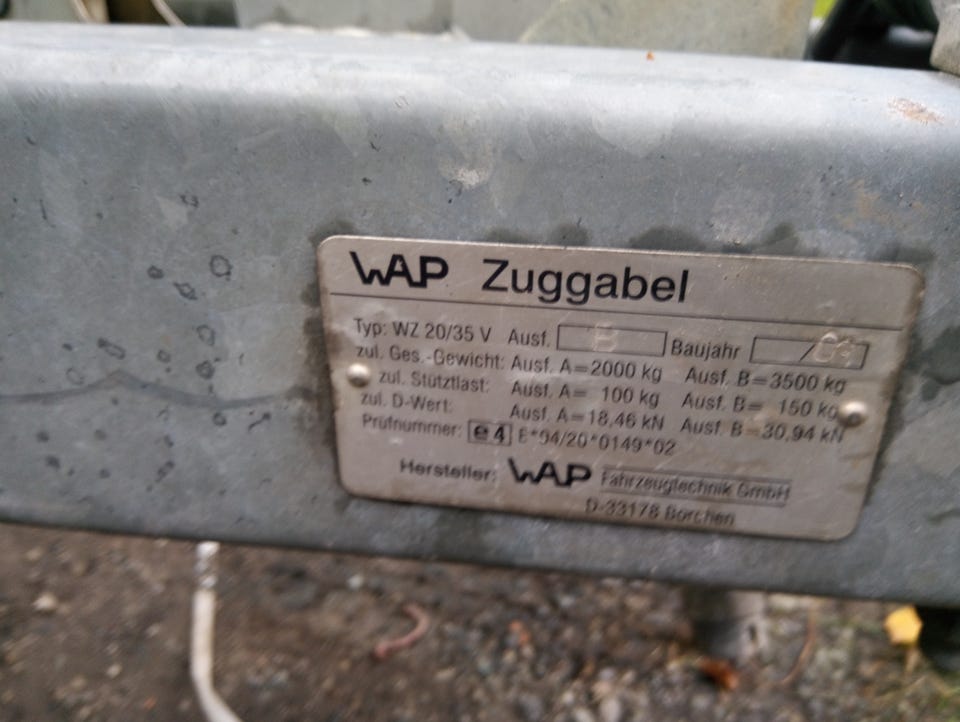 WAP Zuggabel
Typ: WZ 20/35 V Ausf. B Baujahr
zul. Ges.-Gewicht: Ausf. A=2000 kg Ausf. B=3500 kg
zul. Stützlast: Ausf. A= 100 kg Ausf. B= 150 kg
zul. D-Wert: Ausf. A=18,46 kN Ausf. B=30,94 kN
Prüfnummer: e4 E*94/20*0149*02
Hersteller: WAP Fahrzeugtechnik GmbH
D-33178 Borchen